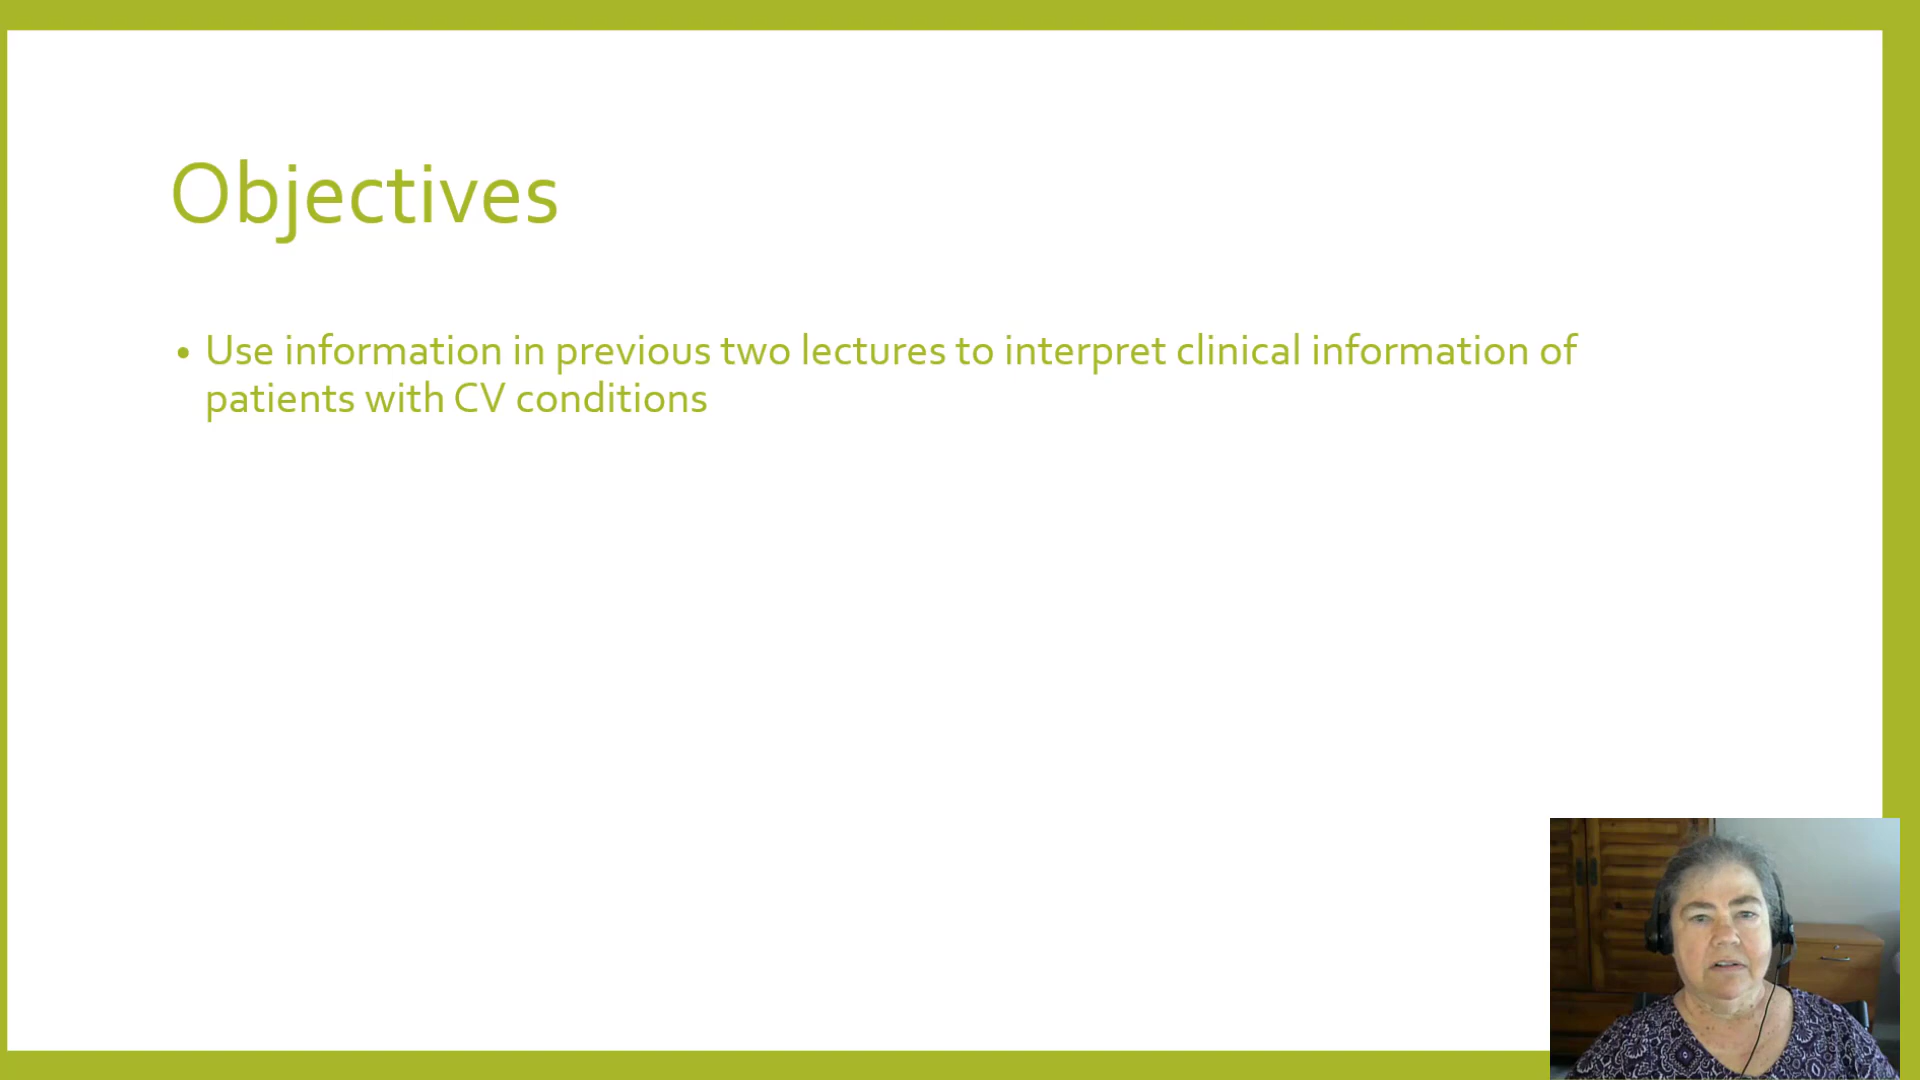 Objectives
• Use information in previous two lectures to interpret clinical information of
patients with CV conditions